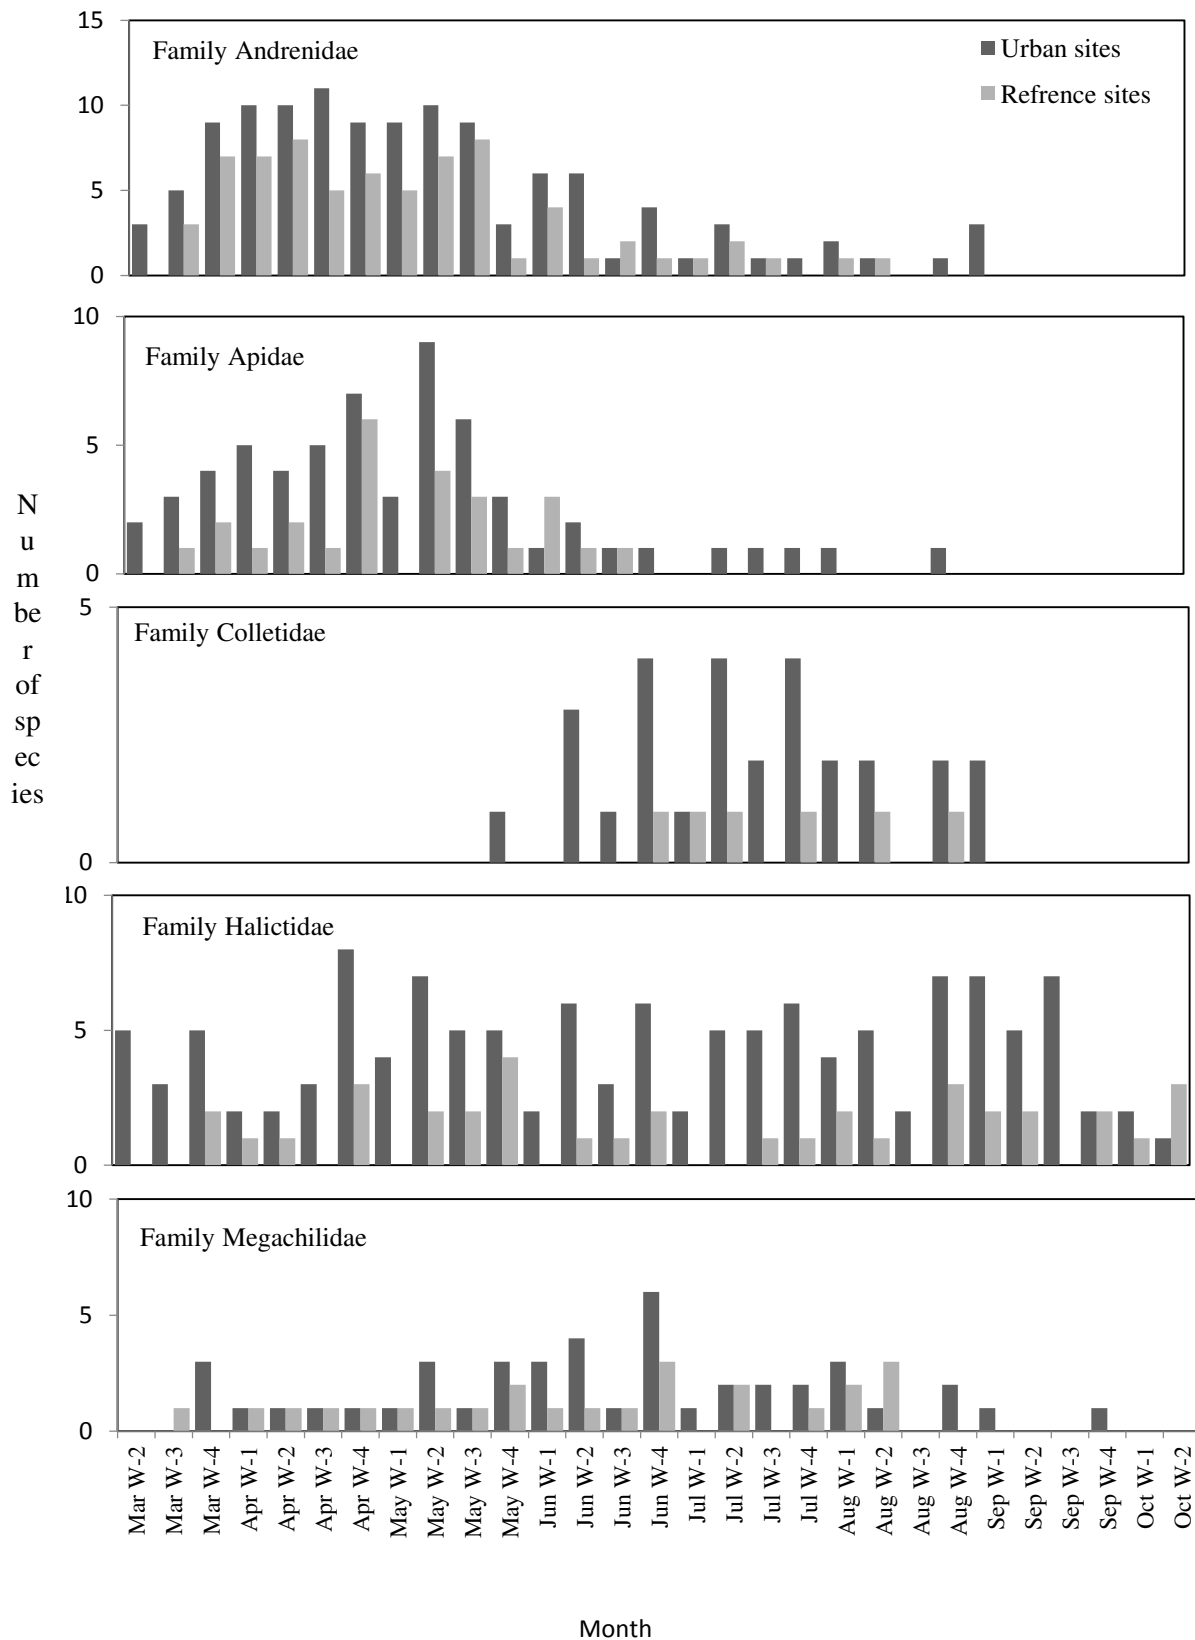 15
Family Andrenidae
Urban sites
Refrence sites
10
5
0
10
Family Apidae
5
0
N
u
m
be
r
of
sp
ec
ies
5
Family Colletidae
0
10
Family Halictidae
5
0
10
Family Megachilidae
5
0
Mar W-2
Mar W-3
Mar W-4
Apr W-1
Apr W-2
Apr W-3
Apr W-4
May W-1
May W-2
May W-3
May W-4
Jun W-1
Jun W-2
Jun W-3
Jun W-4
Jul W-1
Jul W-2
Jul W-3
Jul W-4
Aug W-1
Aug W-2
Aug W-3
Aug W-4
Sep W-1
Sep W-2
Sep W-3
Sep W-4
Oct W-1
Oct W-2
Month